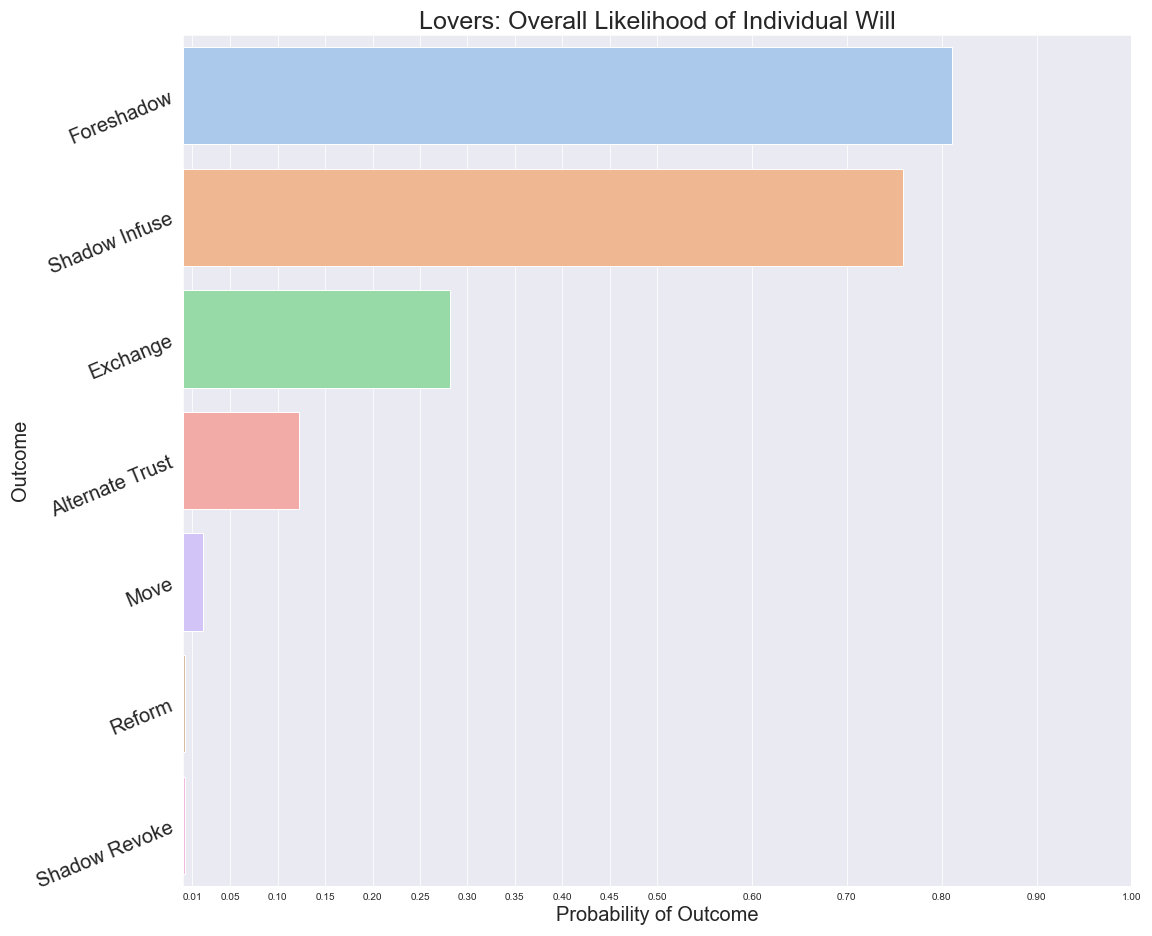 Lovers: Overall Likelihood of Individual Will
Foreshadow
Shadow Infuse
Exchange
Alternate Trust
Move
Reform
Shadow Revoke
Outcome
0.01 0.05 0.10 0.15 0.20 0.25 0.30 0.35 0.40 0.45 0.50 0.60 0.70 0.80 0.90 1.00
Probability of Outcome